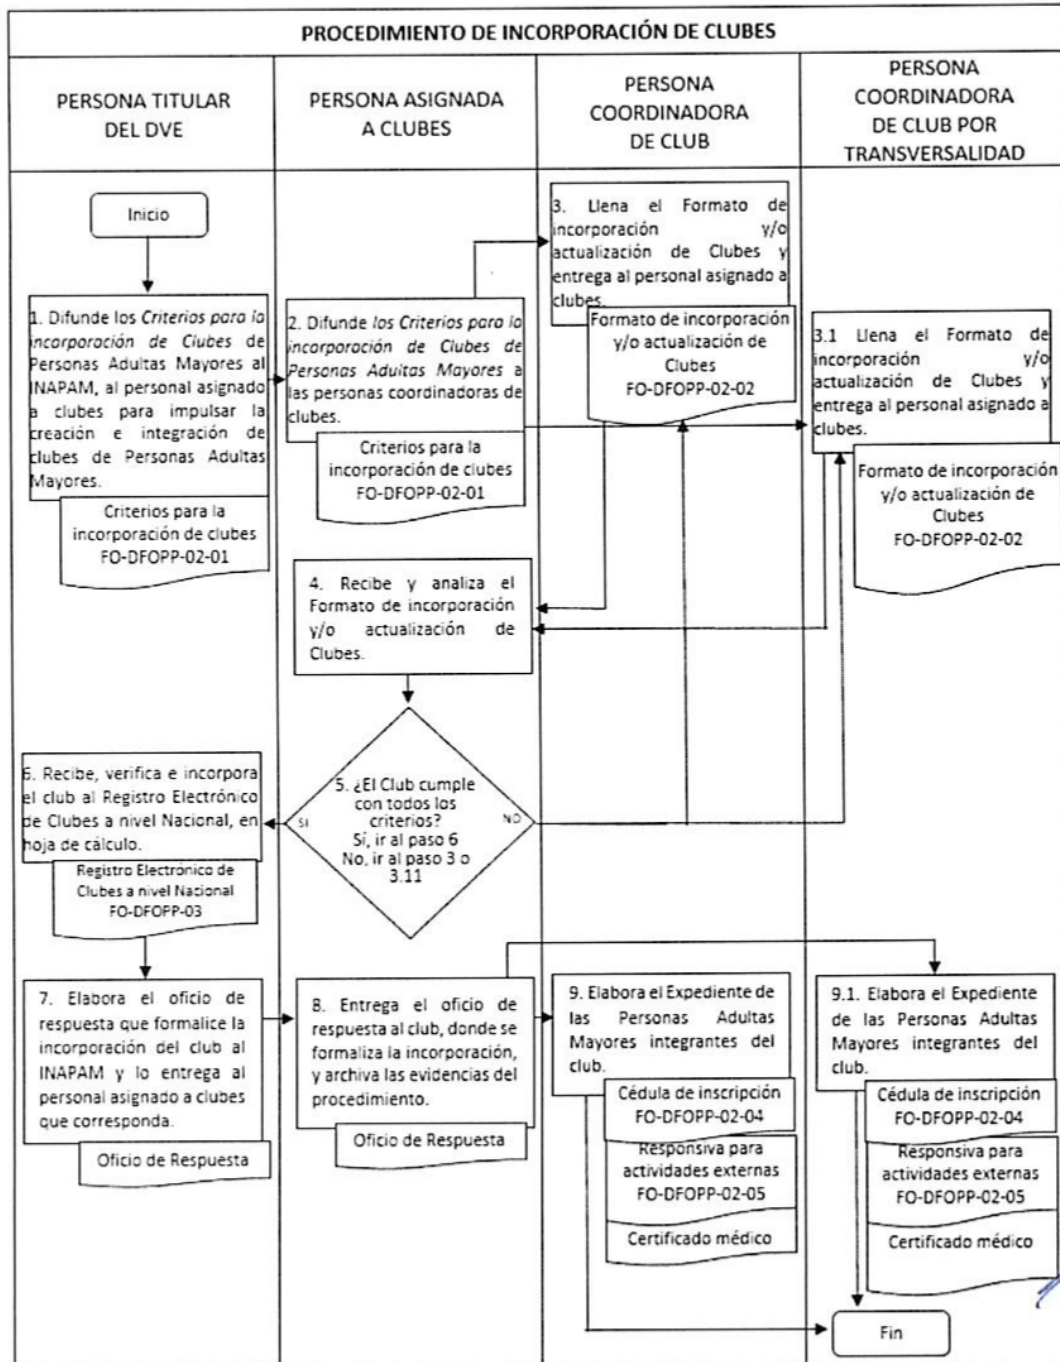 PROCEDIMIENTO DE INCORPORACIÓN DE CLUBES
PERSONA TITULAR
DEL DVE
PERSONA ASIGNADA
A CLUBES
PERSONA
COORDINADORA
DE CLUB
PERSONA
COORDINADORA
DE CLUB POR
TRANSVERSALIDAD
Inicio
1. Difunde los Criterios para la
incorporación de Clubes de
Personas Adultas Mayores al
INAPAM, al personal asignado
a clubes para impulsar la
creación e integración de
clubes de Personas Adultas
Mayores.
Criterios para la
incorporación de clubes
FO-DFOPP-02-01
2. Difunde los Criterios para la
incorporación de Clubes de
Personas Adultas Mayores a
las personas coordinadoras de
clubes.
Criterios para la
incorporación de clubes
FO-DFOPP-02-01
3. Llena el Formato de
incorporación y/o
actualización de Clubes y
entrega al personal asignado a
clubes.
Formato de incorporación
y/o actualización de
Clubes
FO-DFOPP-02-02
3.1 Llena el Formato de
incorporación y/o
actualización de Clubes y
entrega al personal asignado a
clubes.
Formato de incorporación
y/o actualización de
Clubes
FO-DFOPP-02-02
4. Recibe y analiza el
Formato de incorporación
y/o actualización de
Clubes.
5. ¿El Club cumple
con todos los
criterios?
Sí, ir al paso 6
No, ir al paso 3 o
3.11
SI
NO
6. Recibe, verifica e incorpora
el club al Registro Electrónico
de Clubes a nivel Nacional, en
hoja de cálculo.
Registro Electrónico de
Clubes a nivel Nacional
FO-DFOPP-03
7. Elabora el oficio de
respuesta que formalice la
incorporación del club al
INAPAM y lo entrega al
personal asignado a clubes
que corresponda.
Oficio de Respuesta
8. Entrega el oficio de
respuesta al club, donde se
formaliza la incorporación,
y archiva las evidencias del
procedimiento.
Oficio de Respuesta
9. Elabora el Expediente de
las Personas Adultas
Mayores integrantes del
club.
Cédula de inscripción
FO-DFOPP-02-04
Responsiva para
actividades externas
FO-DFOPP-02-05
Certificado médico
9.1. Elabora el Expediente
de las Personas Adultas
Mayores integrantes del
club.
Cédula de inscripción
FO-DFOPP-02-04
Responsiva para
actividades externas
FO-DFOPP-02-05
Certificado médico
Fin